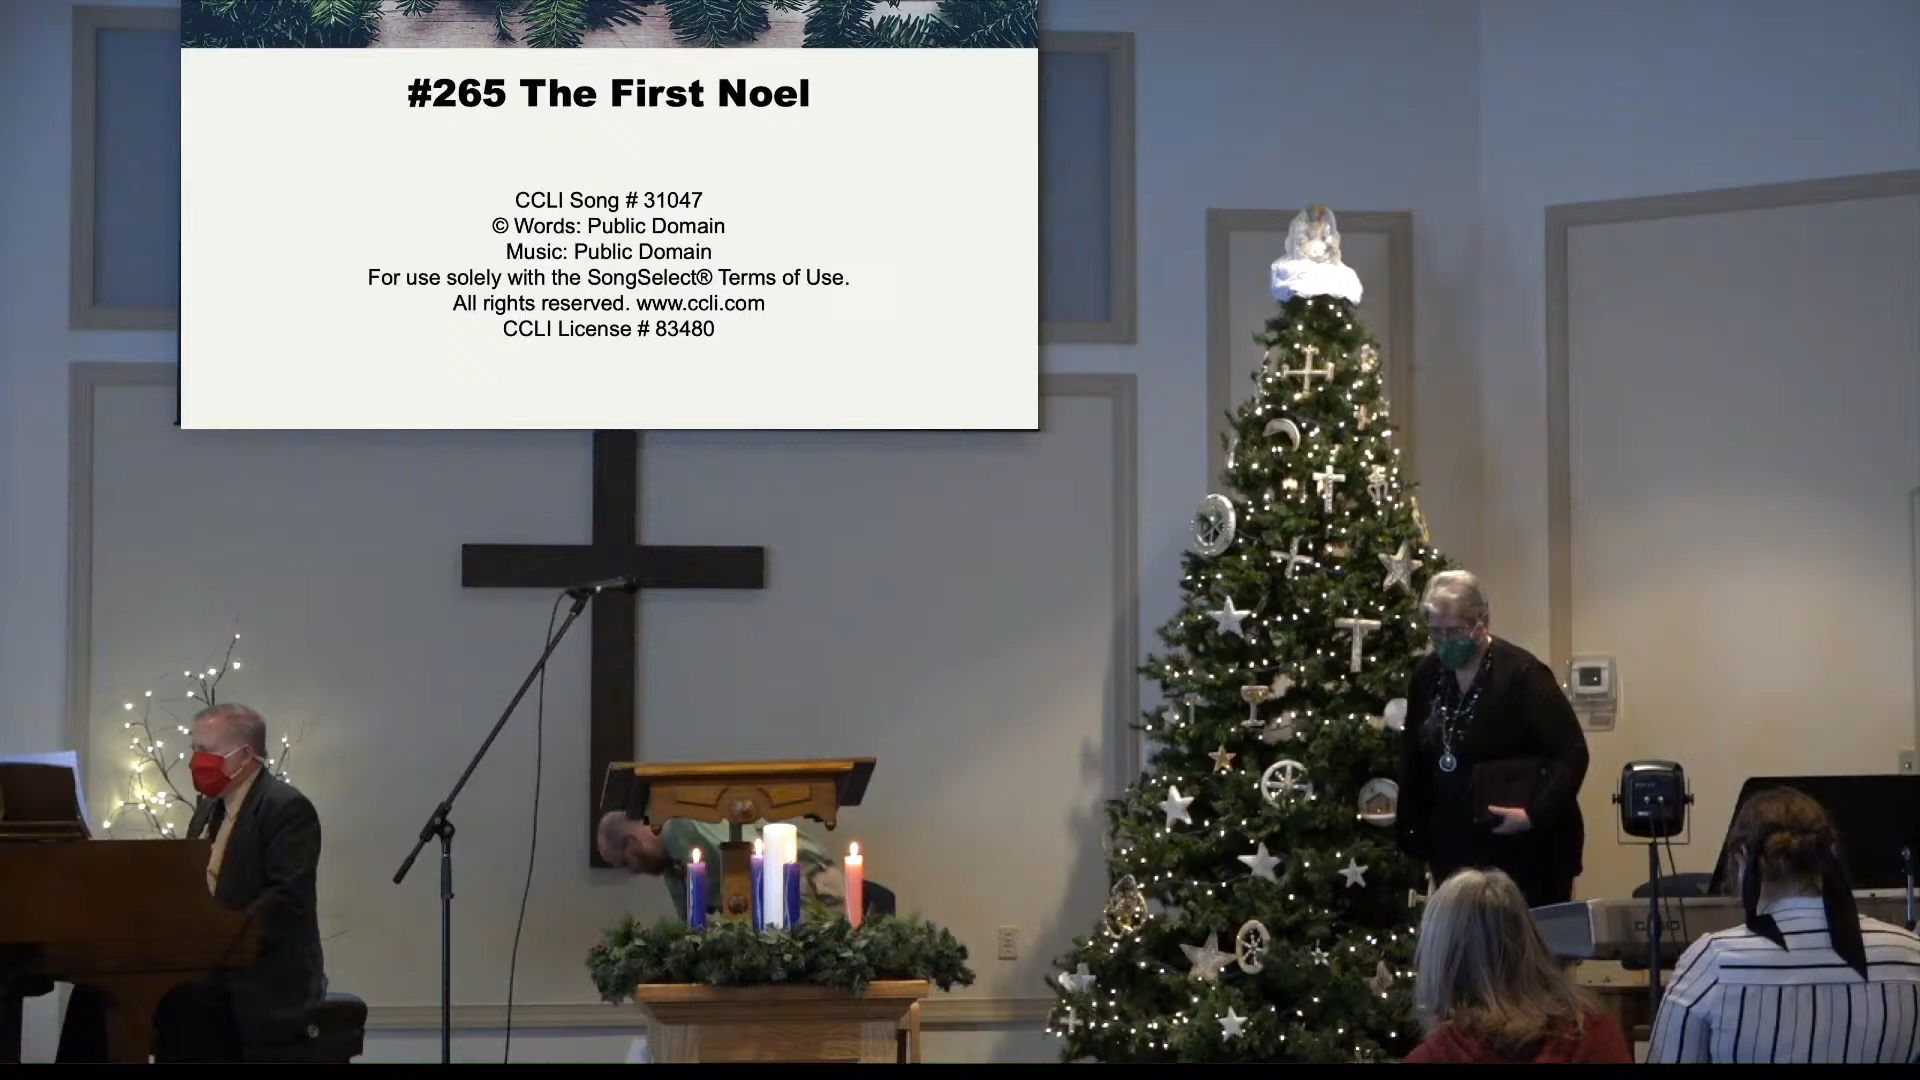 #265 The First Noel
CCLI Song # 31047
© Words: Public Domain
Music: Public Domain
For use solely with the SongSelect® Terms of Use.
All rights reserved. www.ccli.com
CCLI License # 83480
CASIO